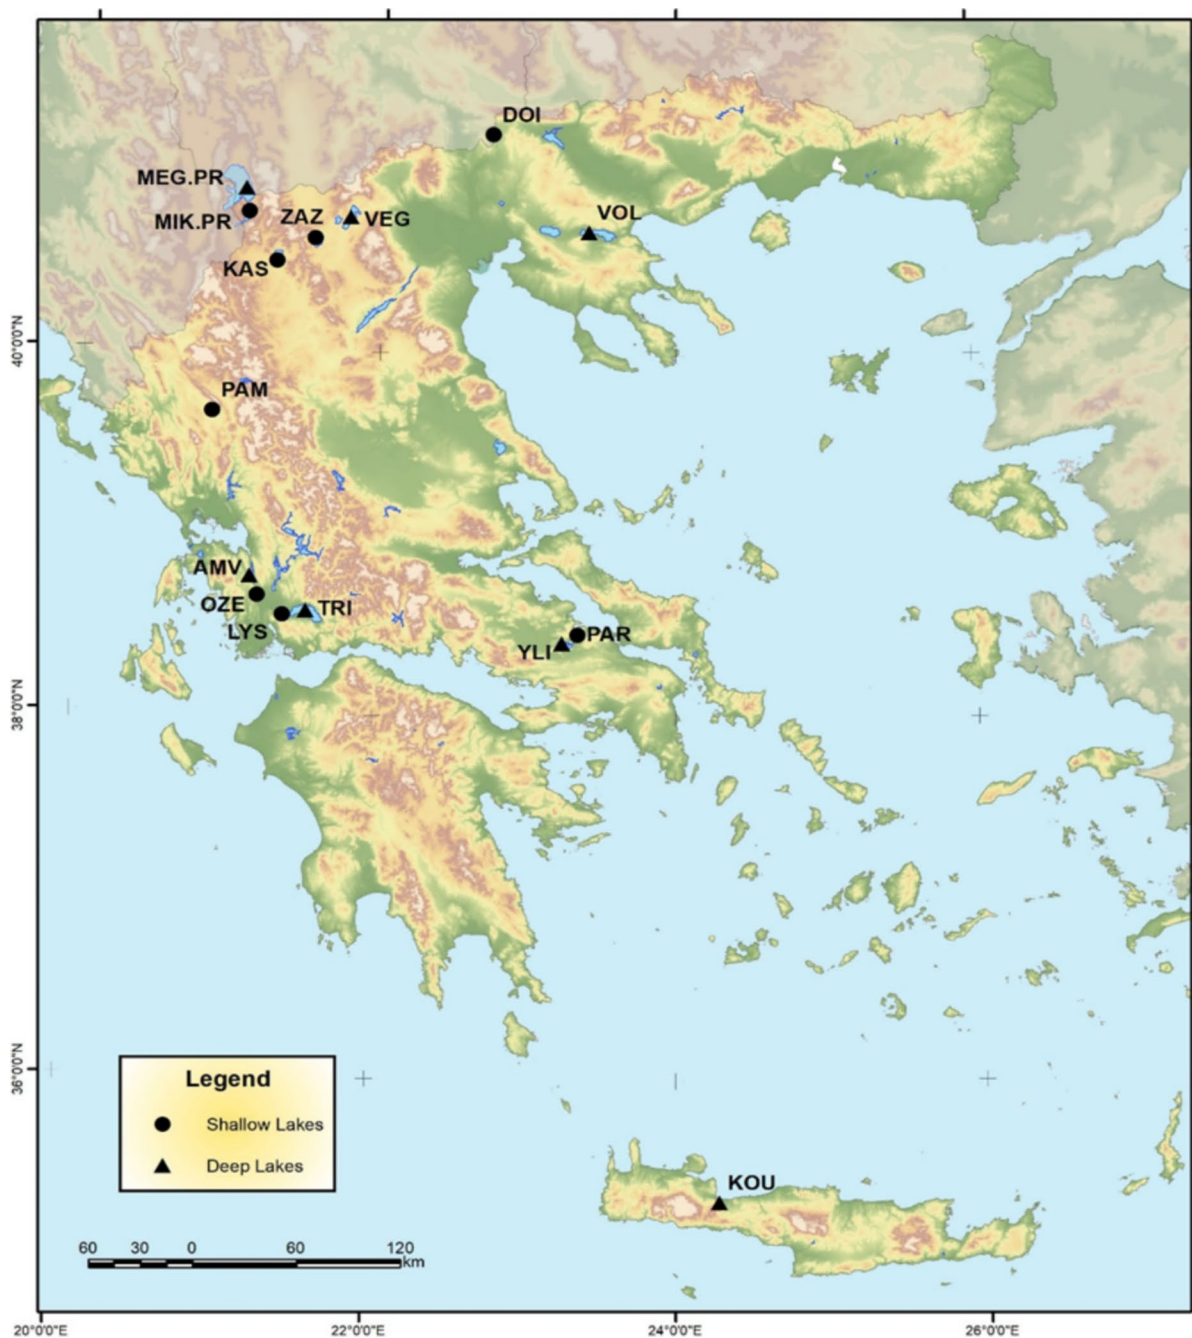 DOI
MEG.PR
MIK.PR
ZAZ
VEG
VOL
KAS
40°0'0"N
PAM
AMV
OZE
TRI
LYS
PAR
YLI
38°0'0"N
36°0'0"N
Legend
Shallow Lakes
Deep Lakes
KOU
60 30 0 60 120
km
20°0'0"E 22°0'0"E 24°0'0"E 26°0'0"E